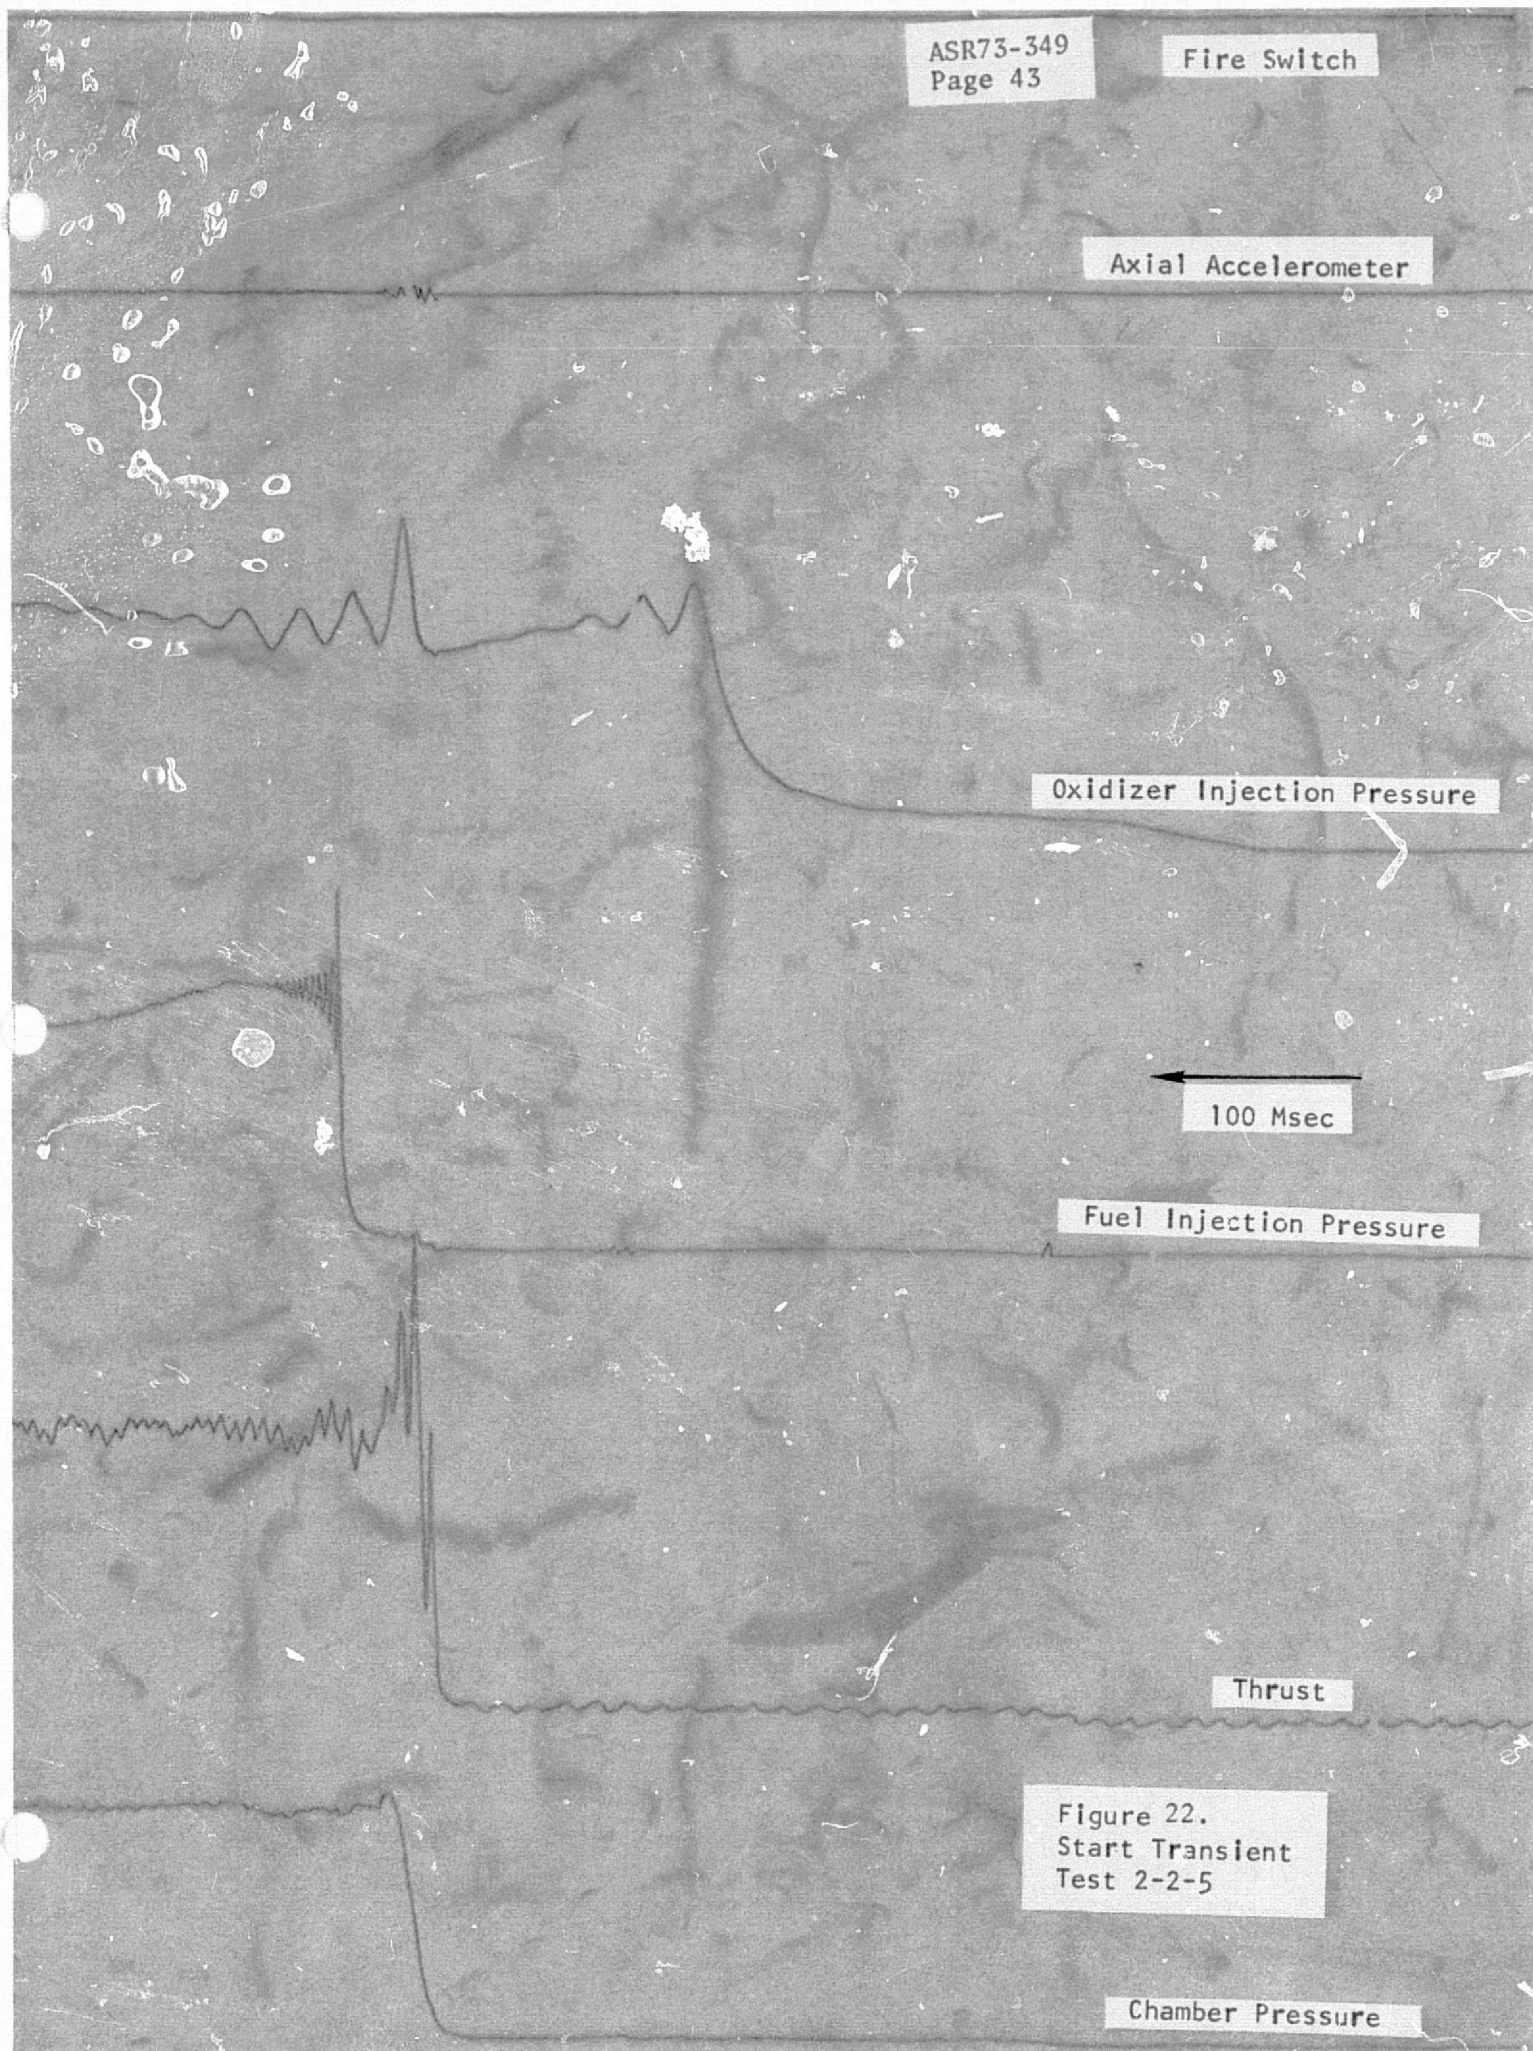 ASR73-349
Page 43
Fire Switch
Axial Accelerometer
Oxidizer Injection Pressure
100 Msec
Fuel Injection Pressure
Thrust
Figure 22.
Start Transient
Test 2-2-5
Chamber Pressure